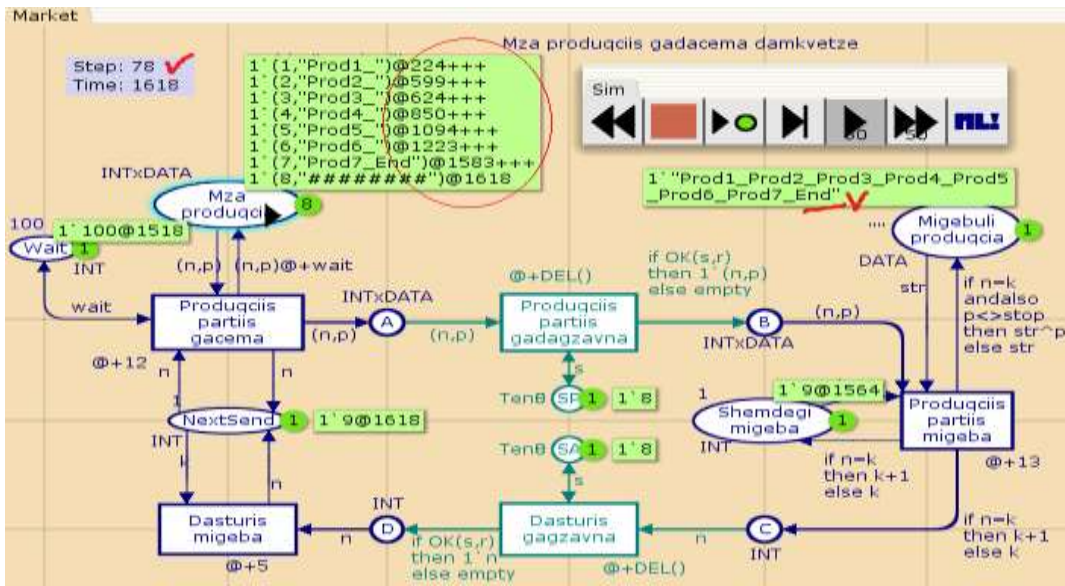 Market
Mza produqciis gadacema damkvetze
Step: 78
Time: 1618
1`(1,"Prod1_")@224+++
1`(2,"Prod2_")@599+++
1`(3,"Prod3_")@624+++
1`(4,"Prod4_")@850+++
1`(5,"Prod5_")@1094+++
1`(6,"Prod6_")@1223+++
1`(7,"Prod7_End")@1583+++
1`(8,"########")@1618
Sim
ML!
INTxDATA
Mza
produqcia
8
1`"Prod1_Prod2_Prod3_Prod4_Prod5
_Prod6_Prod7_End"
""
Migebuli
produqcia
1
DATA
100
Wait
1
1`100@1518
INT
(n,p)
(n,p)@+wait
wait
Produqciis
partiis
gacema
@+12
(n,p)
INTxDATA
A
(n,p)
@+DEL()
Produqciis
partiis
gadagzavna
if OK(s,r)
then 1`(n,p)
else empty
B
INTxDATA
(n,p)
str
if n=k
andalso
p<>stop
then str^p
else str
n
n
s
Ten8
SP
1
1`8
1
1`9@1564
Shemdegi
migeba
1
INT
Produqciis
partiis
migeba
@+13
if n=k
then k+1
else k
1
NextSend
1
1`9@1618
INT
k
n
Ten8
SA
1
1`8
s
Dasturis
migeba
@+5
n
INT
D
if OK(s,r)
then 1`n
else empty
Dasturis
gagzavna
@+DEL()
n
C
INT
if n=k
then k+1
else k